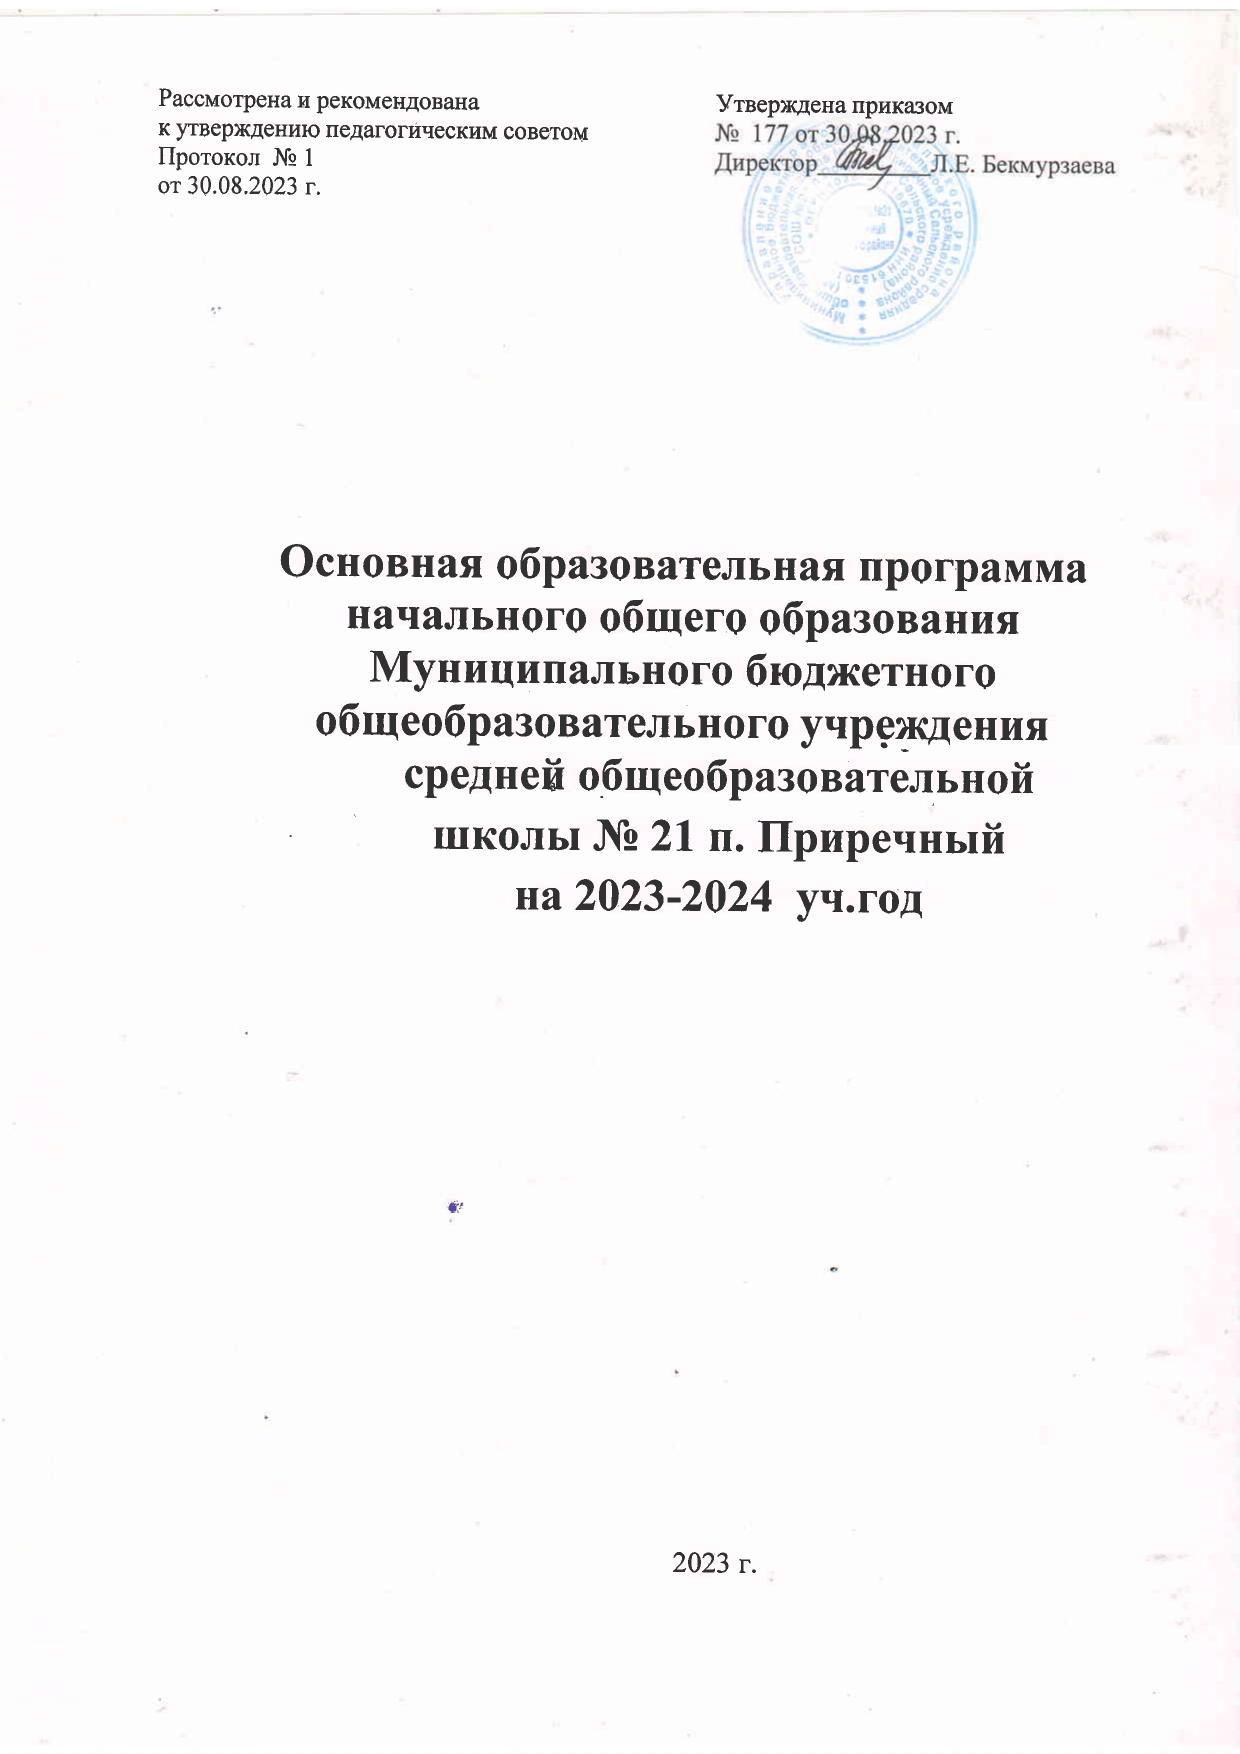 Рассмотрена и рекомендована
к утверждению педагогическим советом
Протокол № 1
от 30.08.2023 г.
Утверждена приказом
№ 177 от 30.08.2023 г.
Директор_________Л.Е. Бекмурзаева
Основная образовательная программа
начального общего образования
Муниципального бюджетного
общеобразовательного учреждения
средней общеобразовательной
школы № 21 п. Приречный
на 2023-2024 уч.год
2023 г.